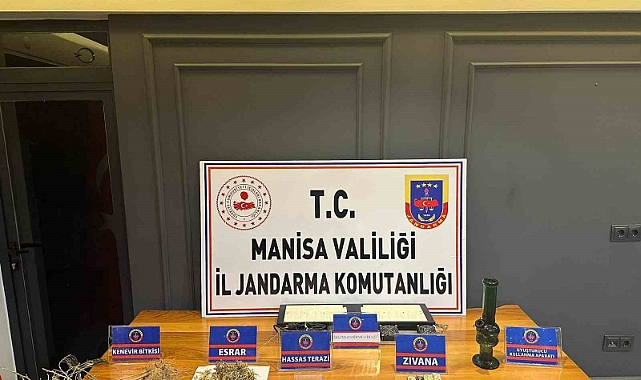 T.C.
MANİSA VALİLİĞİ
İL JANDARMA KOMUTANLIĞI
KENEVİR BİTKİSİ
ESRAR
HASSAS TERAZİ
ZIVANA
UYUŞTURUCU
KULLANMA APARATI